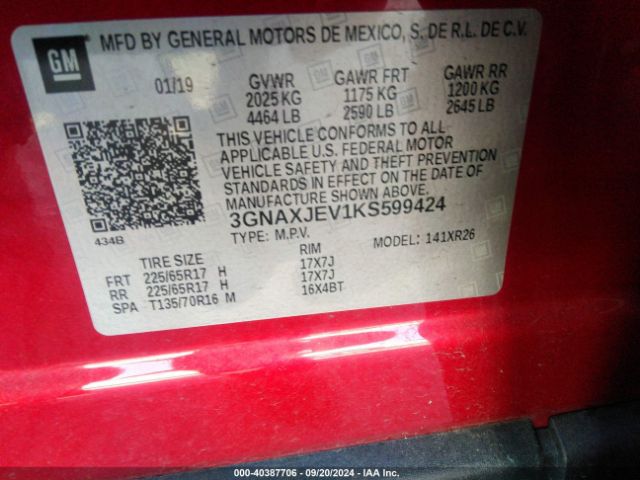 GM
MFD BY GENERAL MOTORS DE MEXICO, S. DE R.L. DE C.V.
01/19 GVWR GAWR FRT GAWR RR
2025 KG 1175 KG 1200 KG
4464 LB 2590 LB 2645 LB
THIS VEHICLE CONFORMS TO ALL
APPLICABLE U.S. FEDERAL MOTOR
VEHICLE SAFETY AND THEFT PREVENTION
STANDARDS IN EFFECT ON THE DATE OF
MANUFACTURE SHOWN ABOVE.
3GNAXJEV1KS599424
434B TYPE: M.P.V. MODEL: 141XR26
TIRE SIZE RIM
FRT 225/65R17 H 17X7J
RR 225/65R17 H 17X7J
SPA T135/70R16 M 16X4BT
000-40387706 - 09/20/2024 - IAA Inc.